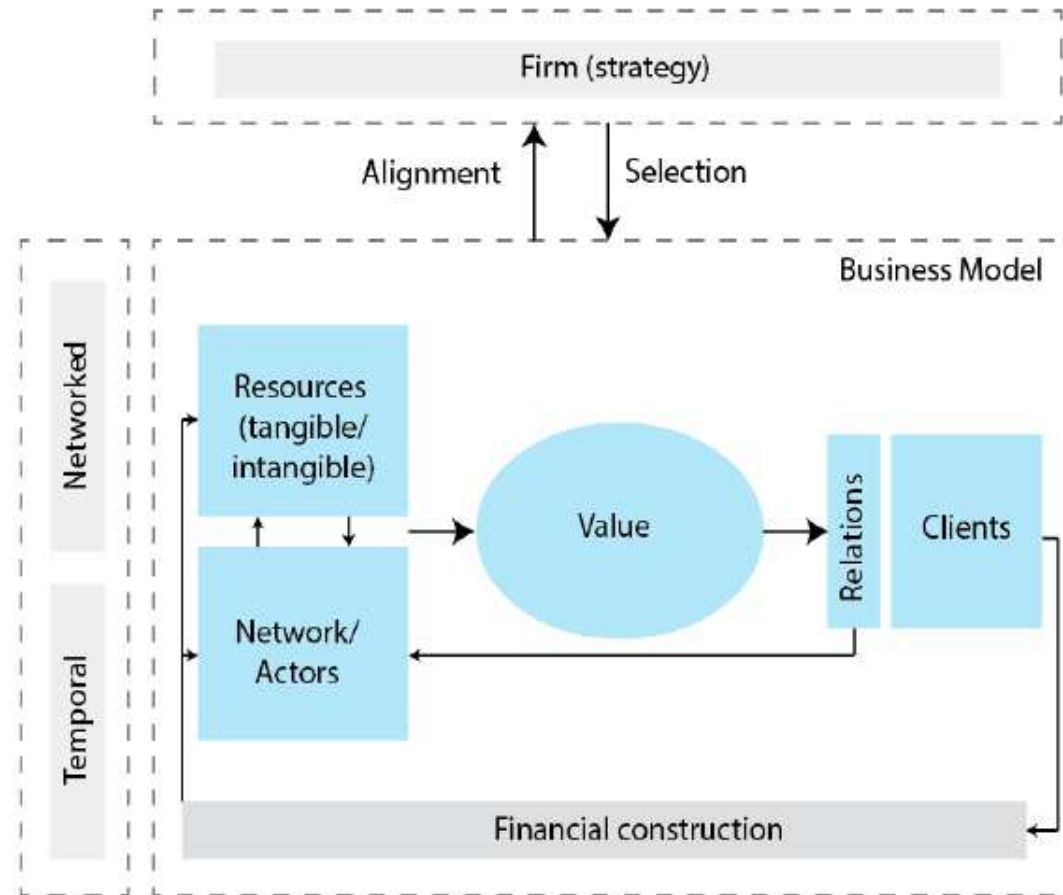 Firm (strategy)
Alignment
Selection
Business Model
Networked
Temporal
Resources
(tangible/
intangible)
Network/
Actors
Value
Relations
Clients
Financial construction